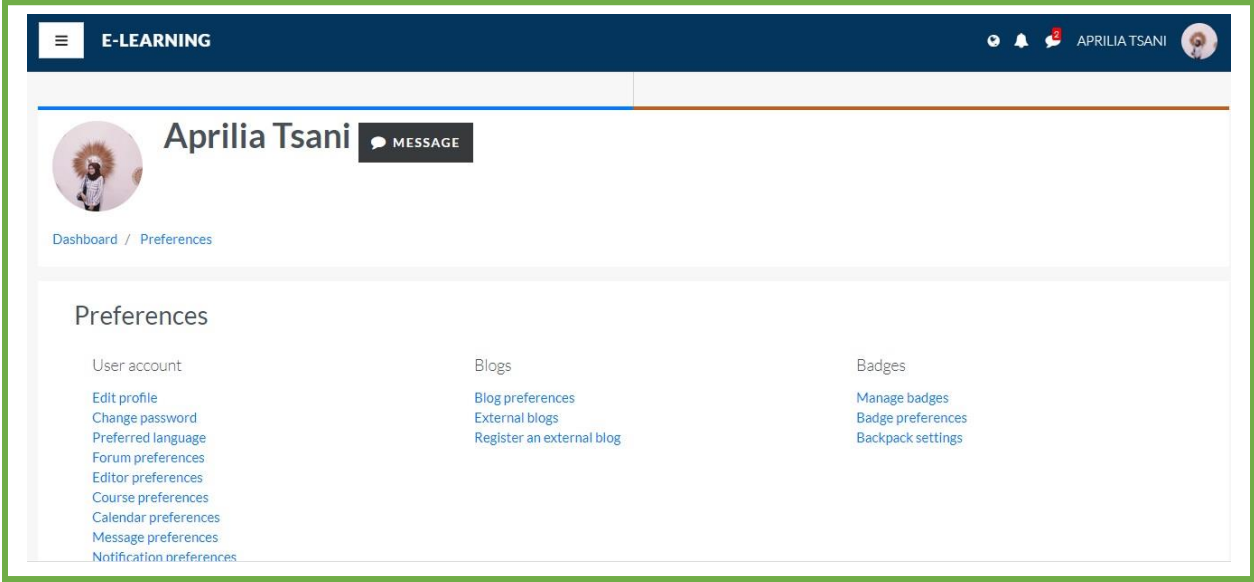 E-LEARNING
2
APRILIA TSANI
Aprilia Tsani
MESSAGE
Dashboard / Preferences
Preferences
User account
Edit profile
Change password
Preferred language
Forum preferences
Editor preferences
Course preferences
Calendar preferences
Message preferences
Notification preferences
Blogs
Blog preferences
External blogs
Register an external blog
Badges
Manage badges
Badge preferences
Backpack settings